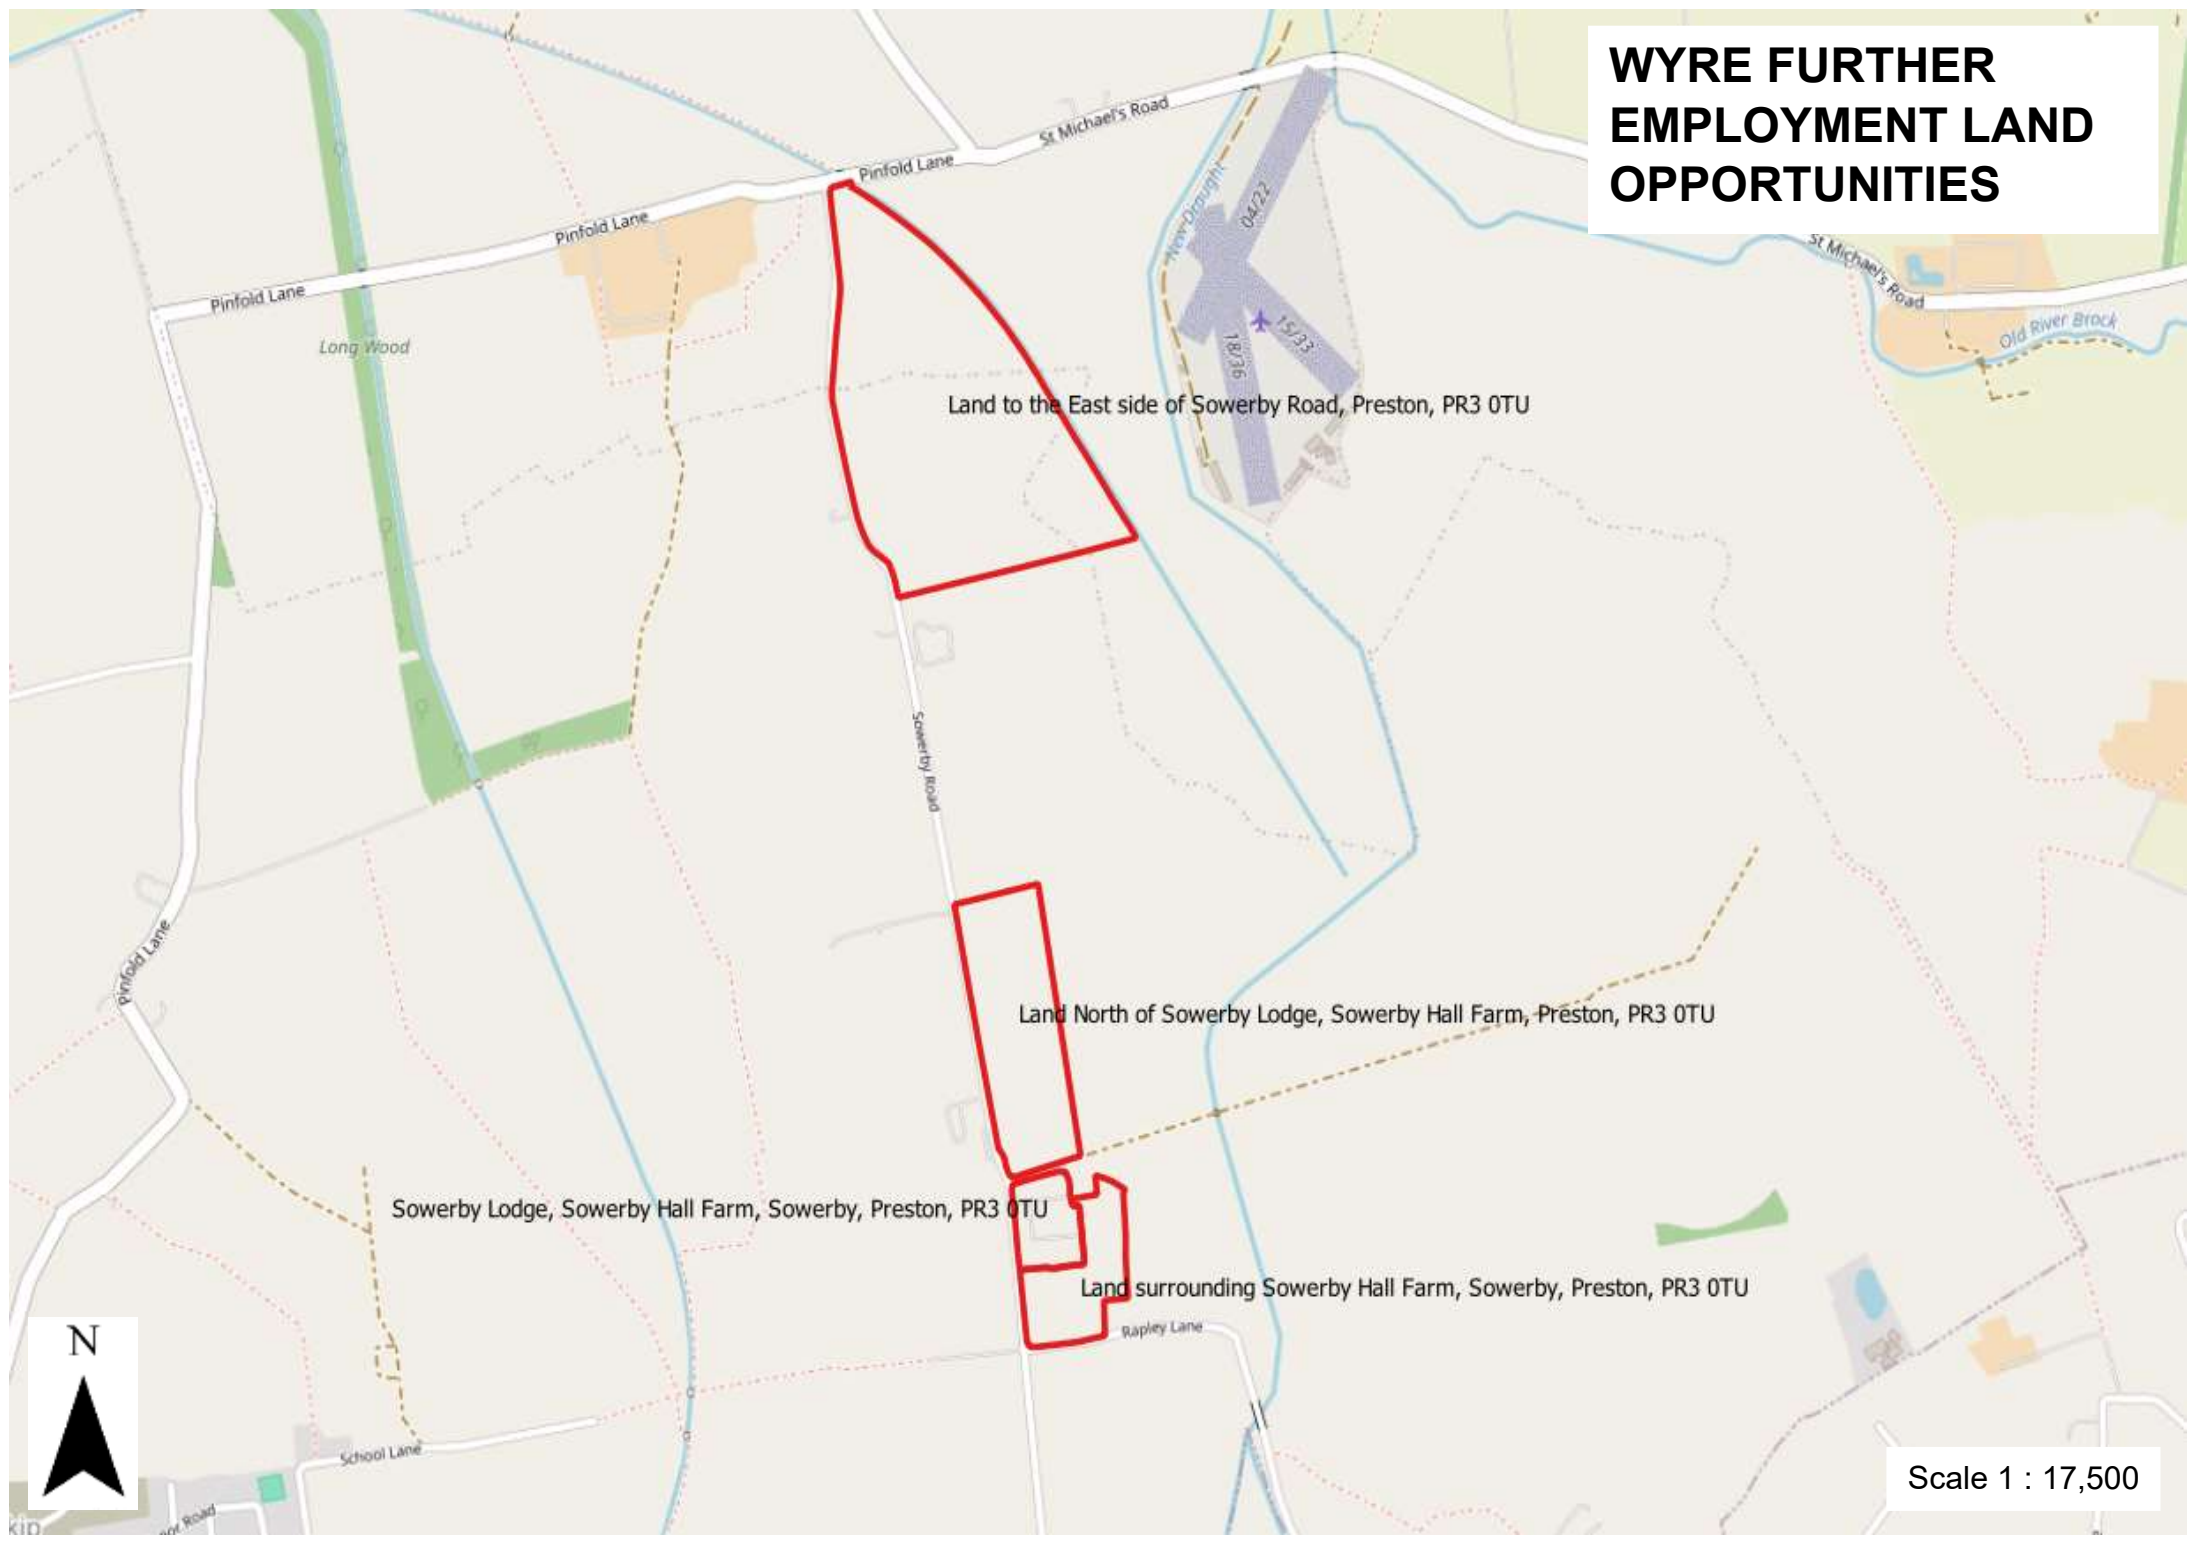 WYRE FURTHER
EMPLOYMENT LAND
OPPORTUNITIES
St Michael's Road
Pinfold Lane
Pinfold Lane
Pinfold Lane
New Draught
04/22
15/33
18/36
St Michael's Road
Old River Brock
Long Wood
Land to the East side of Sowerby Road, Preston, PR3 0TU
Sowerby Road
Pinfold Lane
Land North of Sowerby Lodge, Sowerby Hall Farm, Preston, PR3 0TU
Sowerby Lodge, Sowerby Hall Farm, Sowerby, Preston, PR3 0TU
Land surrounding Sowerby Hall Farm, Sowerby, Preston, PR3 0TU
Rapley Lane
N
School Lane
Scale 1 : 17,500
Road